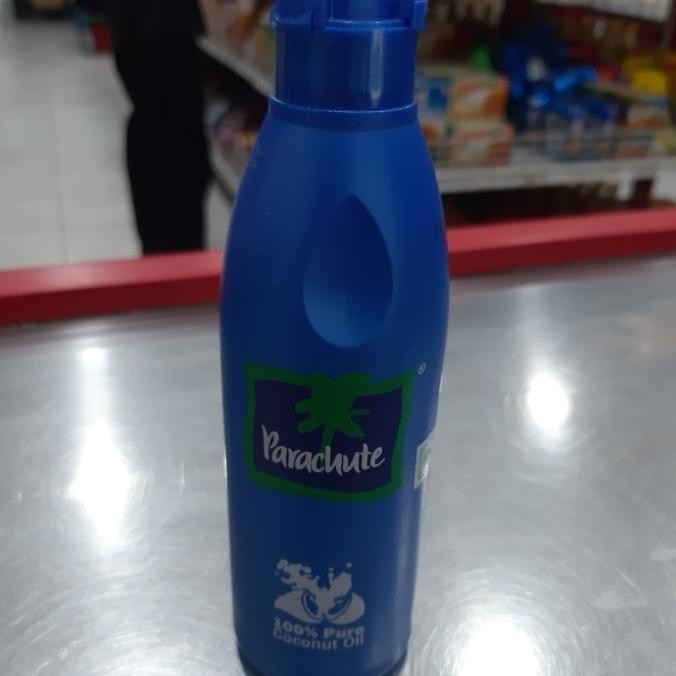 ®
Parachute
100% Pure
Coconut Oil